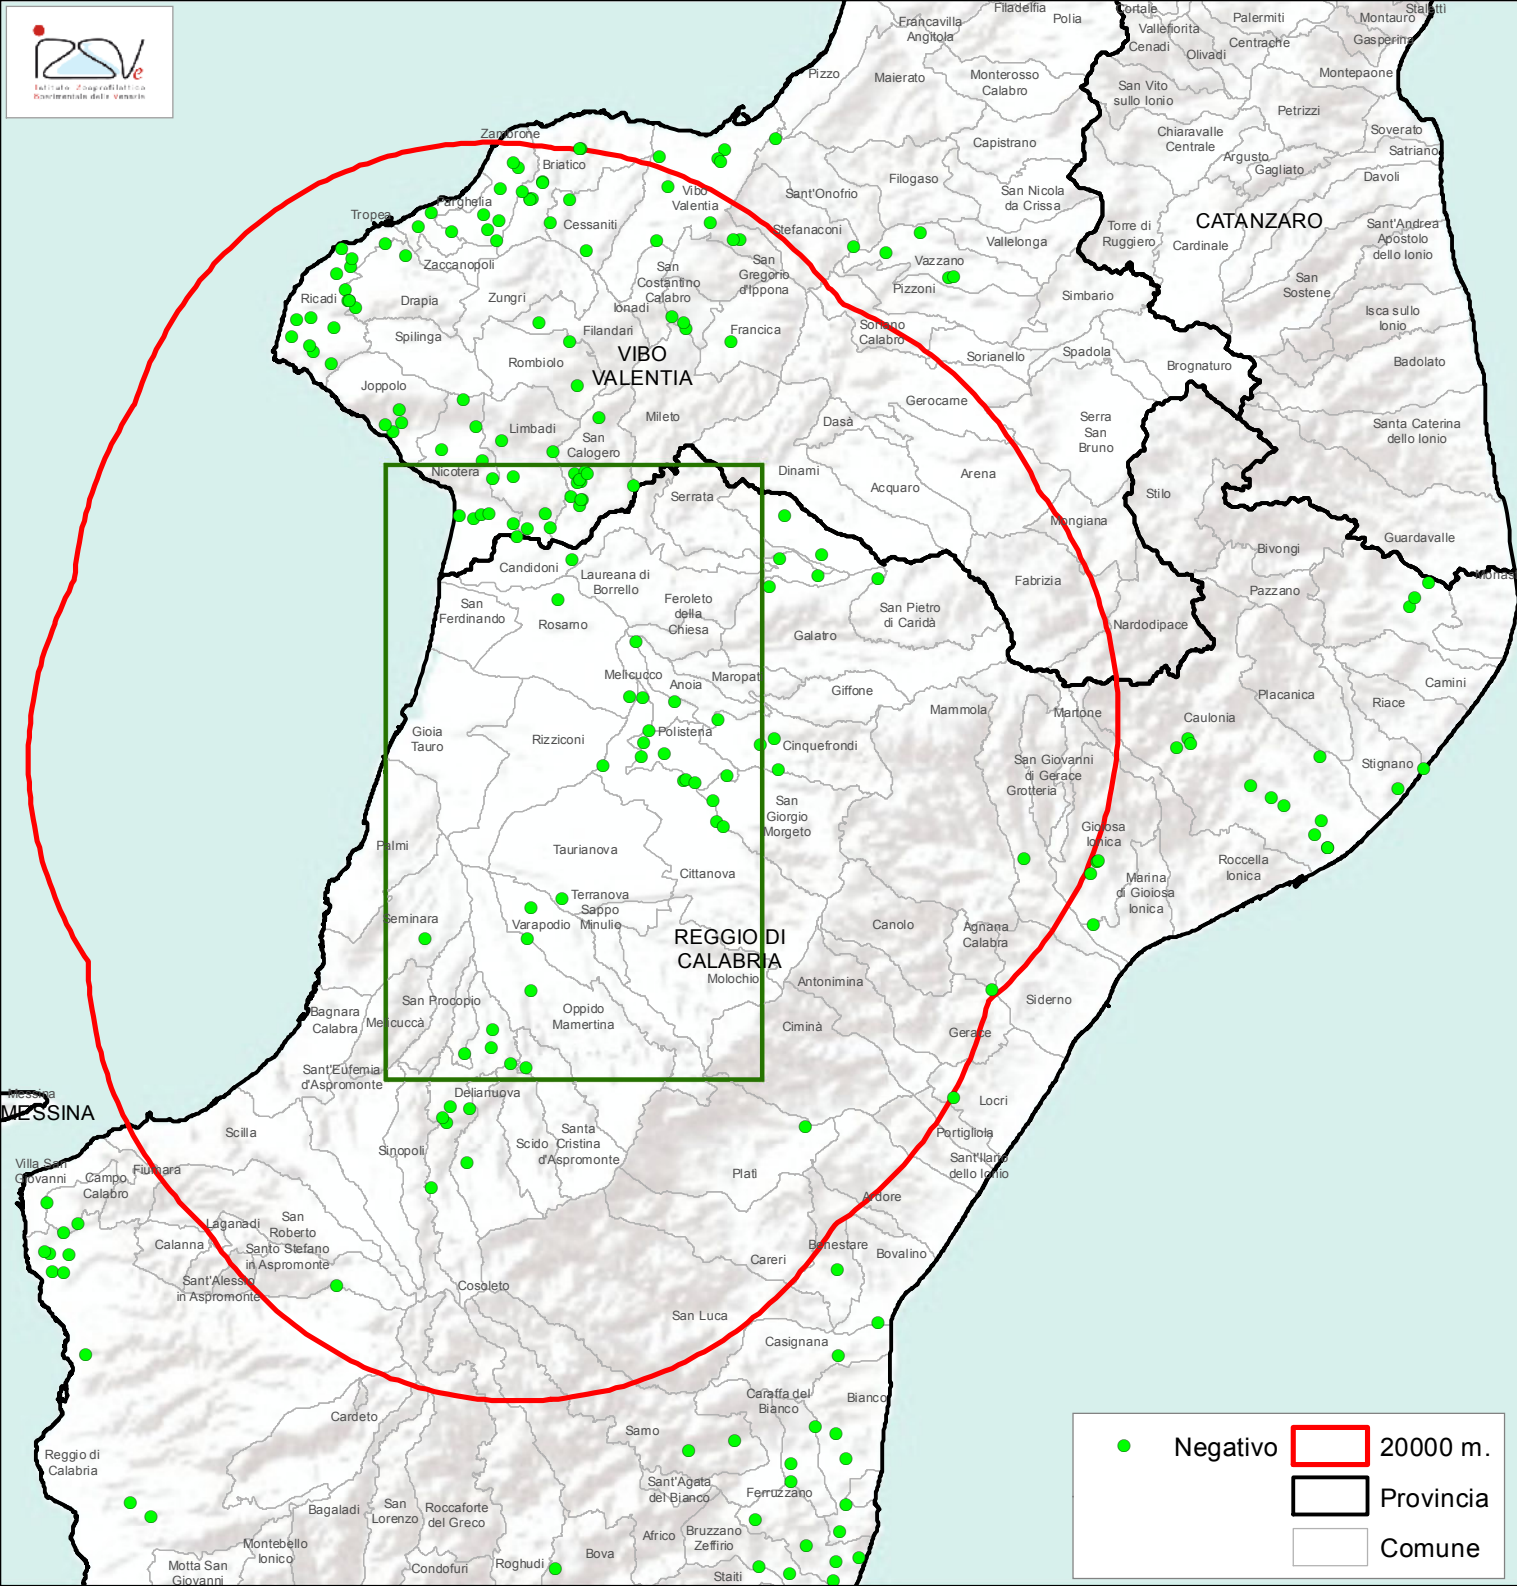 Istituto Zooprofilattico
Sperimentale delle Venezie
Filadelfia
Polia
Francavilla
Angitola
Cortale
Vallefiorita
Cenadi
Olivadi
Palermiti
Centrache
Stalettì
Montauro
Gasperina
Montepaone
Pizzo
Maierato
Monterosso
Calabro
San Vito
sullo Ionio
Petrizzi
Soverato
Satriano
Zambrone
Briatico
Capistrano
Chiaravalle
Centrale
Argusto
Gagliato
Davoli
Filogaso
San Nicola
da Crissa
Sant'Onofrio
Vibo
Valentia
Parghelia
Tropea
Cessaniti
Stefanaconi
Vallelonga
Torre di
Ruggiero
Cardinale
CATANZARO
Sant'Andrea
Apostolo
dello Ionio
Zaccanopoli
San
Costantino
Calabro
San
Gregorio
d'Ippona
Vazzano
Pizzoni
Simbario
San
Sostene
Ricadi
Drapia
Zungri
Ionadi
Isca sullo
Ionio
Spilinga
Filandari
Francica
Soriano
Calabro
Sorianello
Spadola
Brognaturo
Badolato
Rombiolo
VIBO
VALENTIA
Joppolo
Gerocarne
Mileto
Dasà
Serra
San
Bruno
Santa Caterina
dello Ionio
Limbadi
San
Calogero
Nicotera
Dinami
Arena
Acquaro
Serrata
Stilo
Mongiana
Guardavalle
Bivongi
Candidoni
Laureana di
Borrello
Fabrizia
Pazzano
Monas
San
Ferdinando
Feroleto
della
Chiesa
San Pietro
di Caridà
Rosarno
Galatro
Nardodipace
Melicucco
Anoia
Maropat
Giffone
Mammola
Martone
Placanica
Camini
Riace
Caulonia
Gioia
Tauro
Rizziconi
Polistena
Cinquefrondi
San Giovanni
di Gerace
Grotteria
Stignano
San
Giorgio
Morgeto
Gioiosa
Ionica
Palmi
Taurianova
Cittanova
Roccella
Ionica
Marina
di Gioiosa
Ionica
Terranova
Sappo
Minulio
Seminara
Varapodio
Canolo
Agnana
Calabra
REGGIO DI
CALABRIA
Molochio
Antonimina
San Procopio
Siderno
Bagnara
Calabra
Melicuccà
Oppido
Mamertina
Ciminà
Gerace
Sant'Eufemia
d'Aspromonte
Delianuova
Messina
MESSINA
Locri
Portigliola
Scilla
Sinopoli
Scido
Santa
Cristina
d'Aspromonte
Sant'Ilario
dello Ionio
Villa San
Giovanni
Campo
Calabro
Fiumara
Platì
Ardore
Laganadi
San
Roberto
Calanna
Santo Stefano
in Aspromonte
Benestare
Bovalino
Careri
Sant'Alessio
in Aspromonte
Cosoleto
San Luca
Casignana
Caraffa del
Bianco
Bianco
Cardeto
Samo
Reggio di
Calabria
Sant'Agata
del Bianco
Ferruzzano
Bagaladi
San
Lorenzo
Roccaforte
del Greco
Africo
Bruzzano
Zeffirio
Montebello
Ionico
Motta San
Giovanni
Condofuri
Roghudi
Bova
Staiti
Negativo
20000 m.
Provincia
Comune